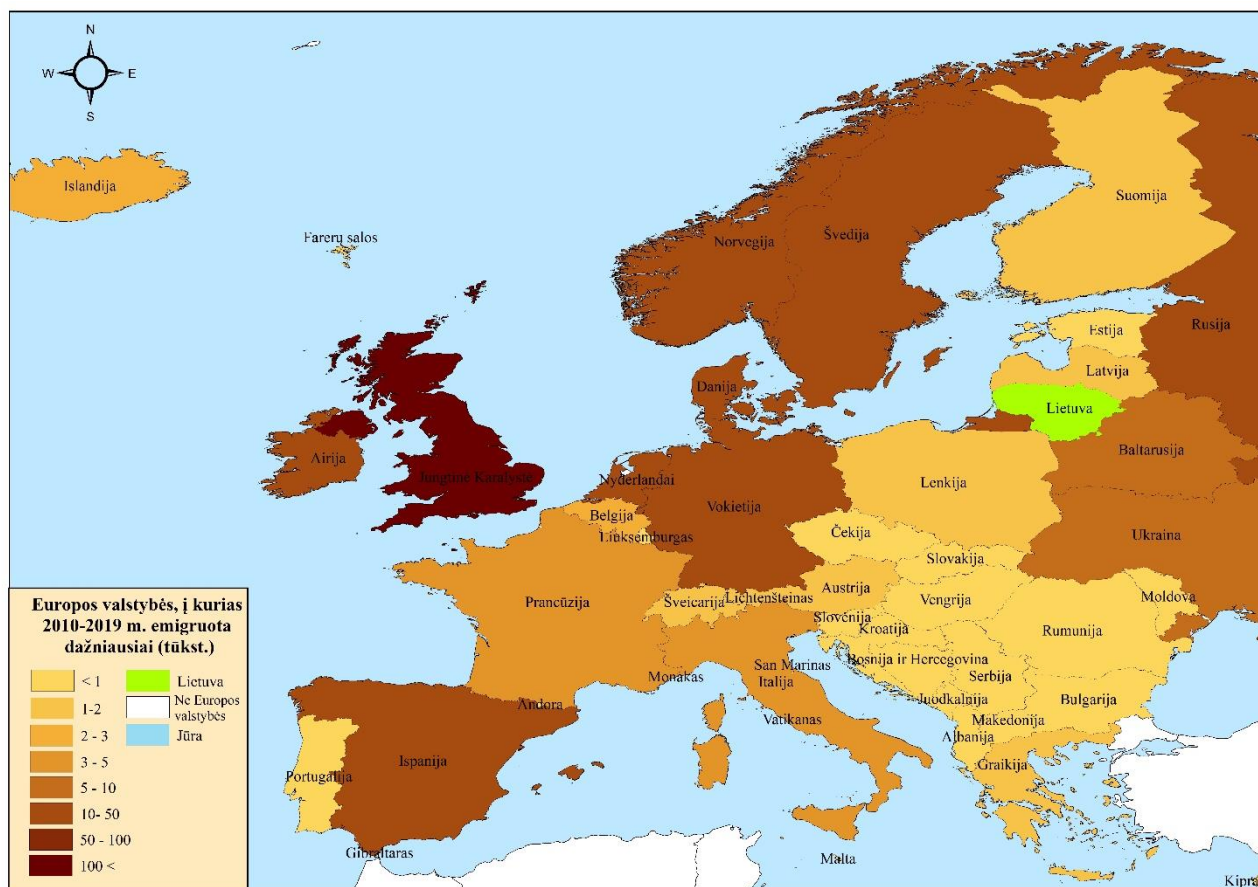 N
W E
S
Islandija
Farerų salos
Norvegija
Švedija
Suomija
Estija
Rusija
Latvija
Lietuva
Danija
Baltarusija
Airija
Jungtinė Karalystė
Nyderlandai
Vokietija
Lenkija
Belgija
Liuksemburgas
Čekija
Ukraina
Slovakija
Prancūzija
Šveicarija
Lichtenšteinas
Austrija
Vengrija
Moldova
Slovėnija
Kroatija
Rumunija
Bosnija ir Hercegovina
San Marinas
Monakas
Italija
Serbija
Andora
Juodkalnija
Bulgarija
Vatikanas
Makedonija
Albanija
Ispanija
Graikija
Portugalija
Gibraltaras
Malta
Kipr
Europos valstybės, į kurias
2010-2019 m. emigruota
dažniausiai (tūkst.)
< 1
1-2
2 - 3
3 - 5
5 - 10
10- 50
50 - 100
100 <
Lietuva
Ne Europos
valstybės
Jūra